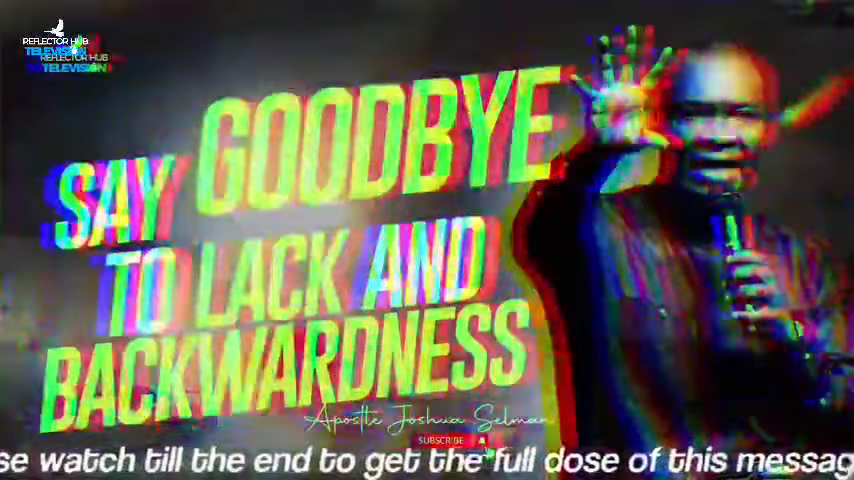 REFLECTOR HUB
TELEVISION
REFLECTOR HUB
TELEVISION
SAY GOODBYE
TO LACK AND
BACKWARDNESS
Apostle Joshua Selman
SUBSCRIBE
se watch till the end to get the full dose of this messag